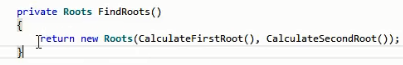 private Roots FindRoots()
{
return new Roots(CalculateFirstRoot(), CalculateSecondRoot());
}